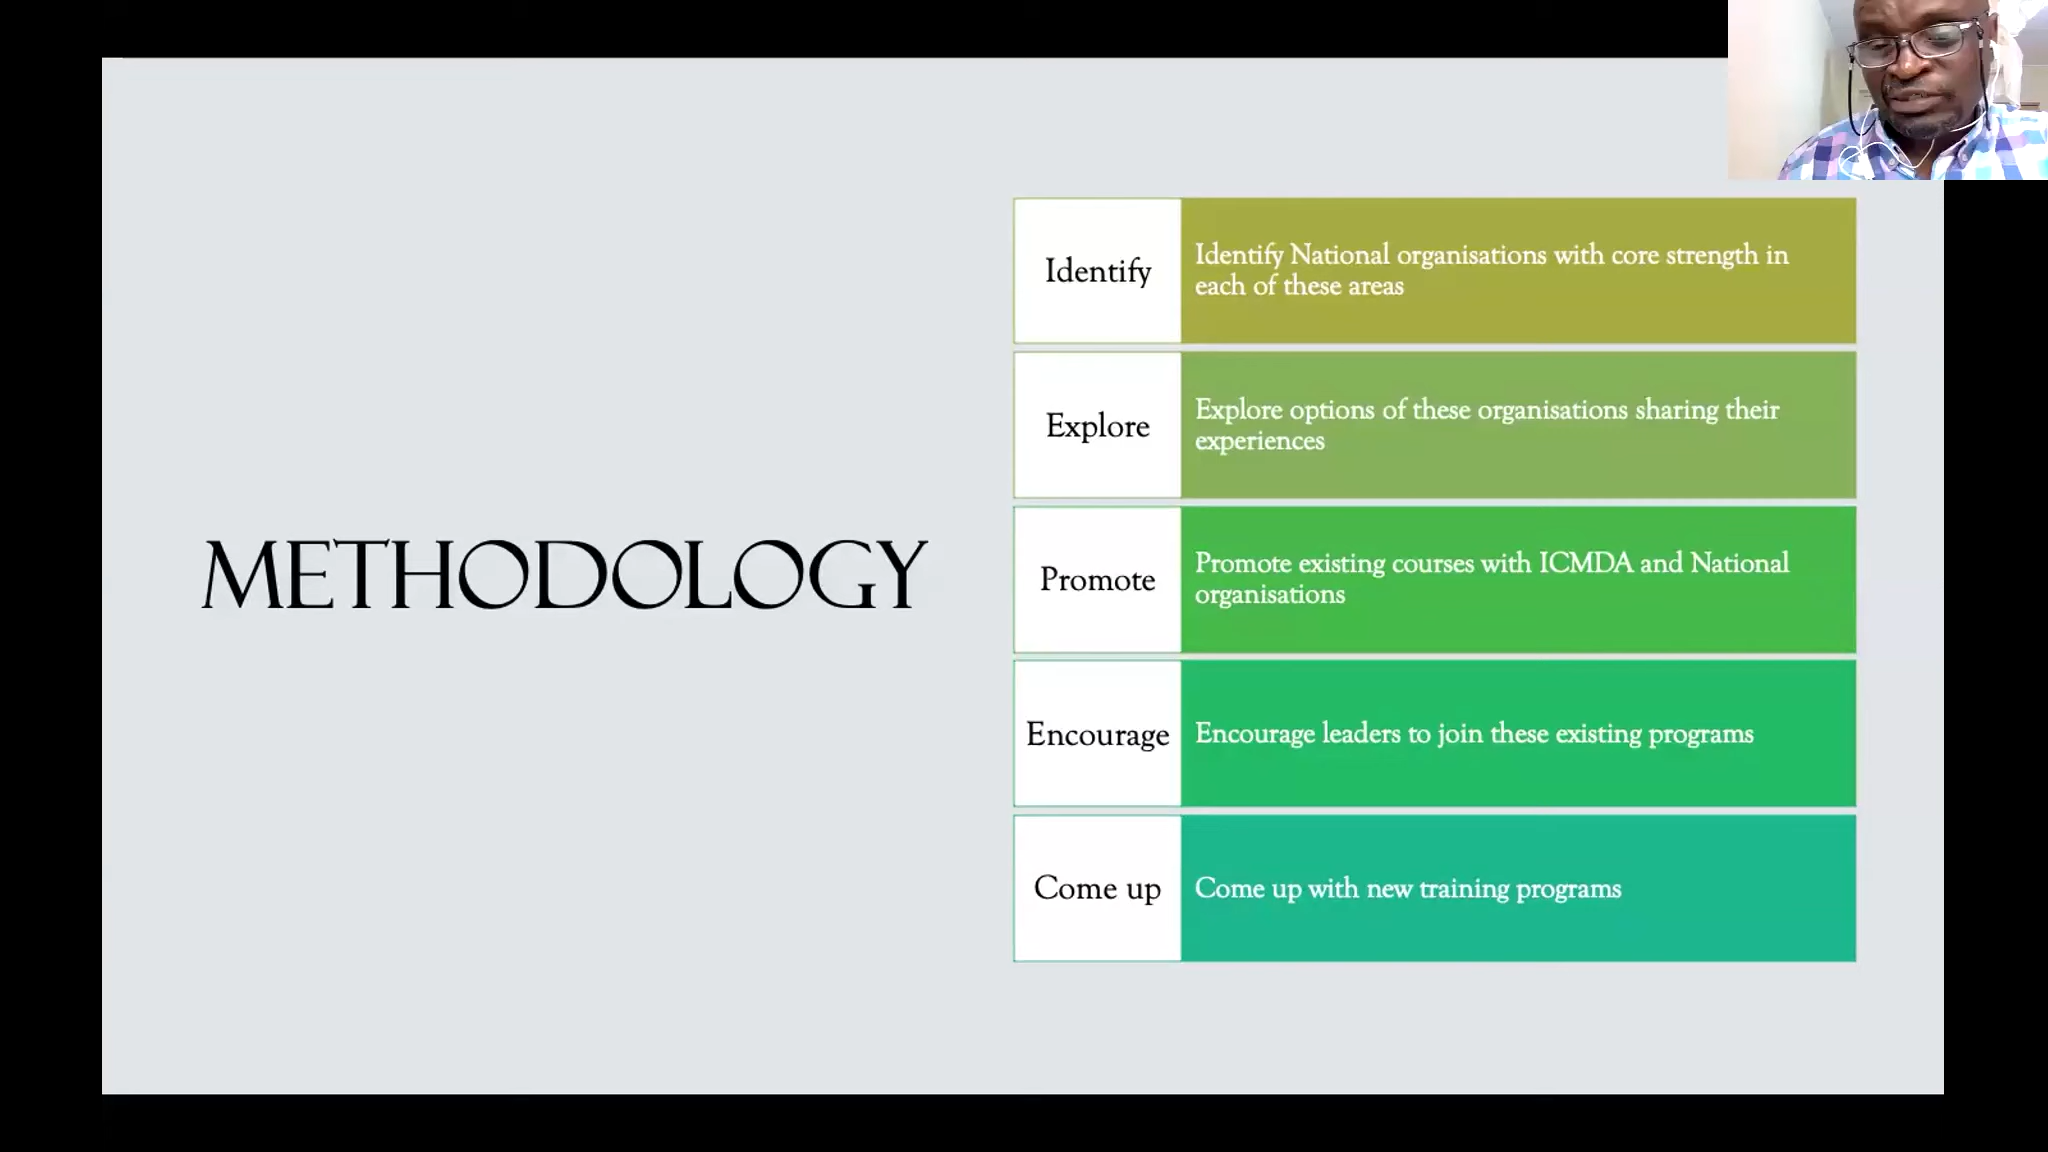 METHODOLOGY
Identify
Identify National organisations with core strength in
each of these areas
Explore
Explore options of these organisations sharing their
experiences
Promote
Promote existing courses with ICMDA and National
organisations
Encourage
Encourage leaders to join these existing programs
Come up
Come up with new training programs